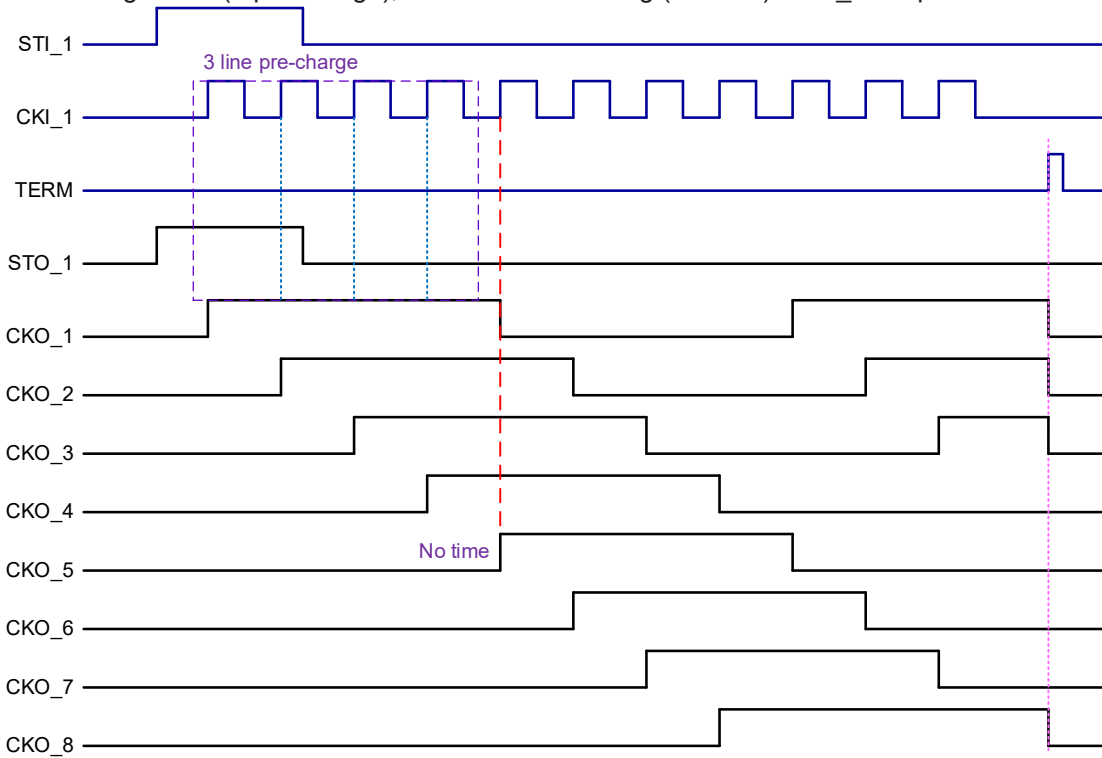 STI_1
3 line pre-charge
CKI_1
TERM
STO_1
CKO_1
CKO_2
CKO_3
CKO_4
No time
CKO_5
CKO_6
CKO_7
CKO_8